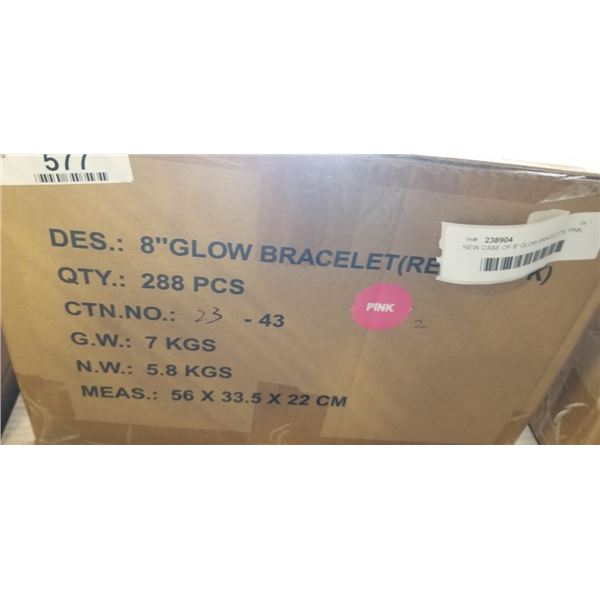 577
238904
NEW CASE OF 8" GLOW BRACELETS, PINK,
DES.: 8"GLOW BRACELET(RE
QTY.: 288 PCS
CTN.NO.: 23 - 43
PINK
2
G.W.: 7 KGS
N.W.: 5.8 KGS
MEAS.: 56 X 33.5 X 22 CM